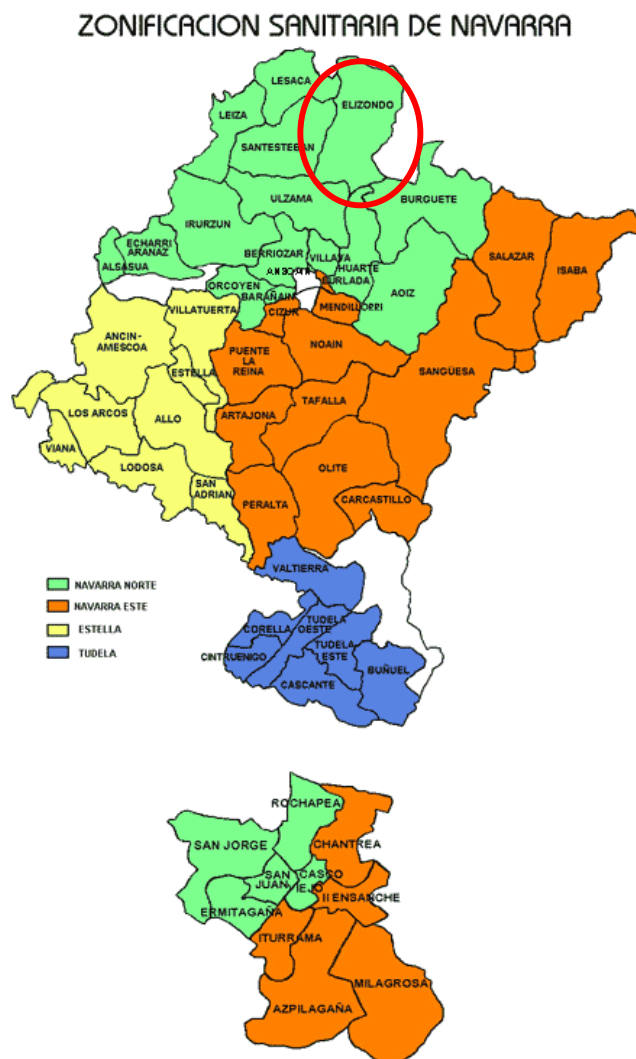 ZONIFICACION SANITARIA DE NAVARRA
LESACA
ELIZONDO
LEIZA
SANTESTEBAN
ULZAMA
BURGUETE
IRURZUN
SALAZAR
ISABA
ECHARRI
ARANAZ
BERRIOZAR
VILLAVA
ALSASUA
HUARTE
BURLADA
ORCOYEN
BARAÑAIN
AOIZ
VILLATUERTA
CIZUR
MENDILLORRI
ANCIN-
AMESCOA
NOAIN
PUENTE
LA
REINA
ESTELLA
SANGÜESA
TAFALLA
LOS ARCOS
ALLO
ARTAJONA
VIANA
LODOSA
OLITE
SAN
ADRIAN
PERALTA
CARCASTILLO
VALTIERRA
NAVARRA NORTE
NAVARRA ESTE
ESTELLA
TUDELA
CORELLA
TUDELA
OESTE
CINTRUENIGO
TUDELA
ESTE
BUÑUEL
CASCANTE
ROCHAPEA
SAN JORGE
CHANTREA
SAN
JUAN
CASCO
IEJO
II ENSANCHE
ERMITAGAÑA
ITURRAMA
MILAGROSA
AZPILAGAÑA